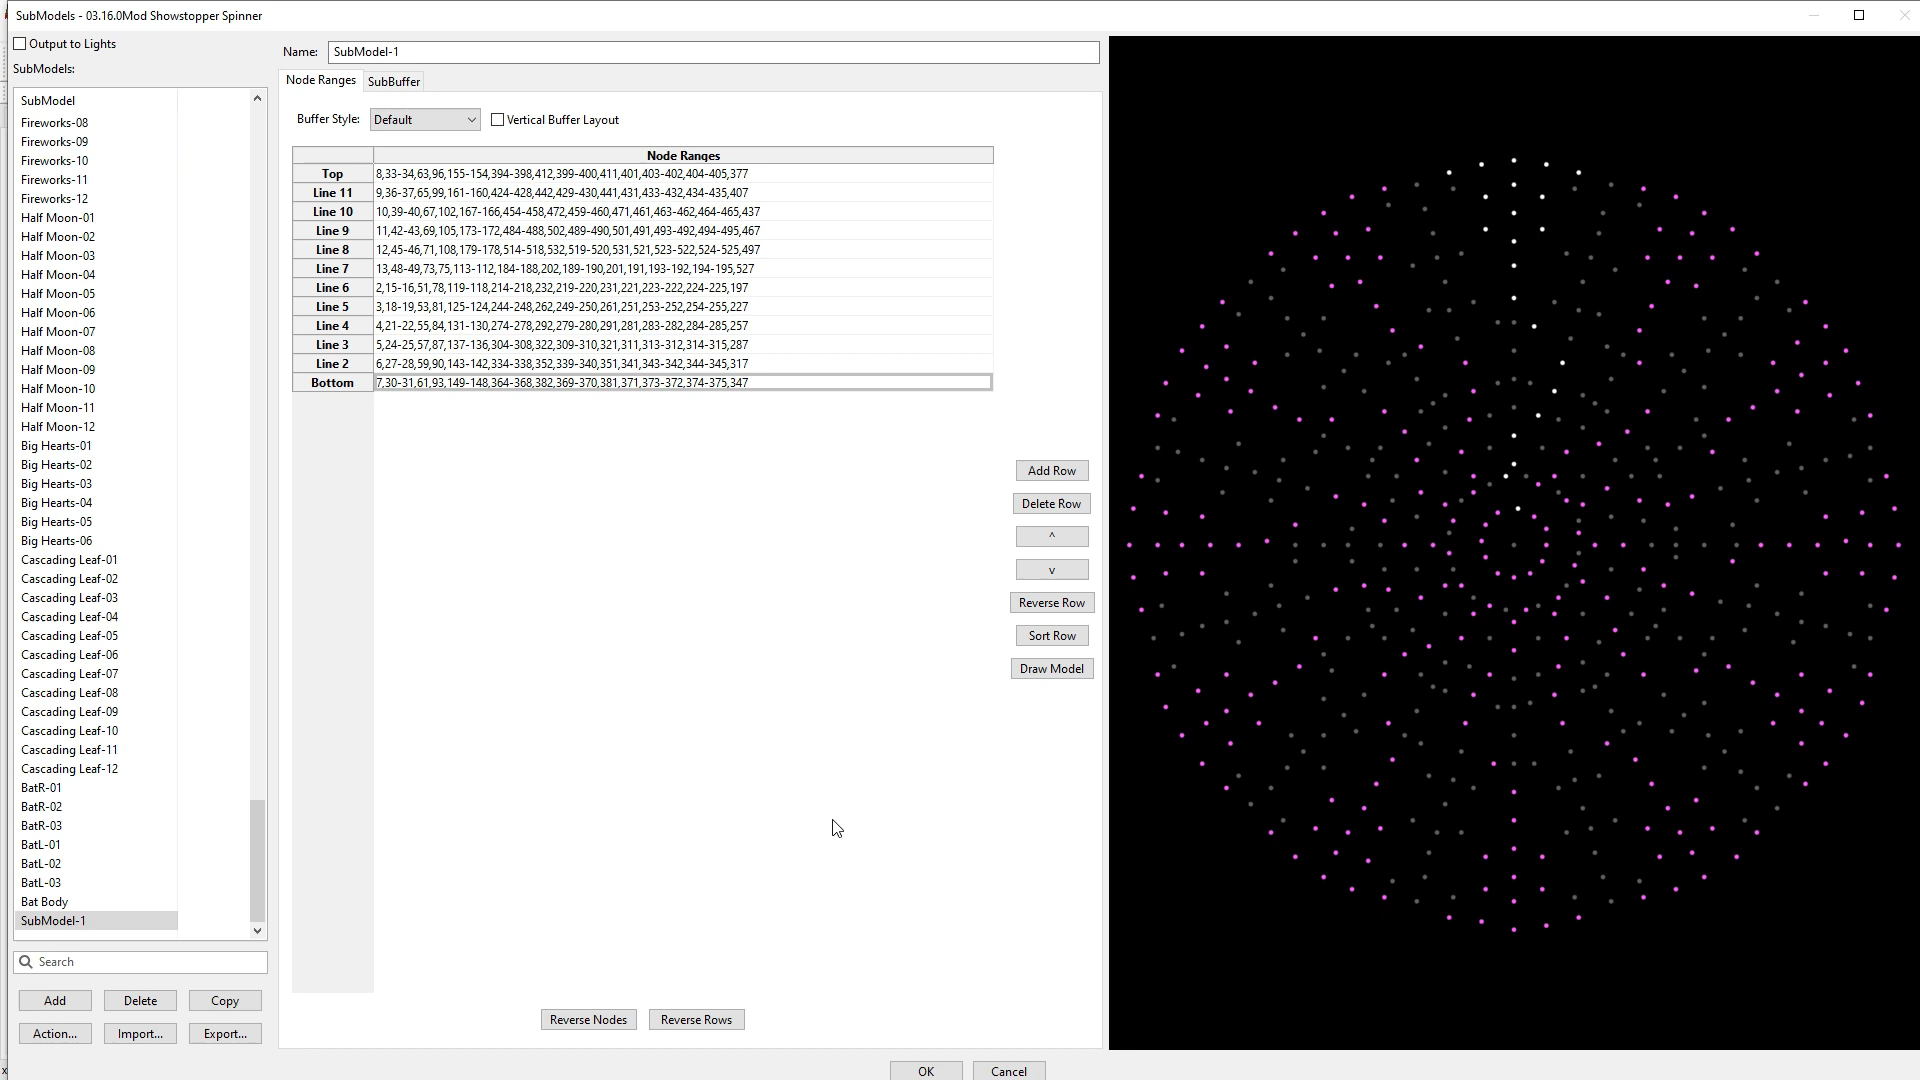 SubModels - 03.16.0Mod Showstopper Spinner
Output to Lights
SubModels:
SubModel
Fireworks-08
Fireworks-09
Fireworks-10
Fireworks-11
Fireworks-12
Half Moon-01
Half Moon-02
Half Moon-03
Half Moon-04
Half Moon-05
Half Moon-06
Half Moon-07
Half Moon-08
Half Moon-09
Half Moon-10
Half Moon-11
Half Moon-12
Big Hearts-01
Big Hearts-02
Big Hearts-03
Big Hearts-04
Big Hearts-05
Big Hearts-06
Cascading Leaf-01
Cascading Leaf-02
Cascading Leaf-03
Cascading Leaf-04
Cascading Leaf-05
Cascading Leaf-06
Cascading Leaf-07
Cascading Leaf-08
Cascading Leaf-09
Cascading Leaf-10
Cascading Leaf-11
Cascading Leaf-12
BatR-01
BatR-02
BatR-03
BatL-01
BatL-02
BatL-03
Bat Body
SubModel-1
Search
Add Delete Copy
Action... Import... Export...
Name: SubModel-1
Node Ranges SubBuffer
Buffer Style: Default Vertical Buffer Layout
Node Ranges
Top 8,33-34,63,96,155-154,394-398,412,399-400,411,401,403-402,404-405,377
Line 11 9,36-37,65,99,161-160,424-428,442,429-430,441,431,433-432,434-435,407
Line 10 10,39-40,67,102,167-166,454-458,472,459-460,471,461,463-462,464-465,437
Line 9 11,42-43,69,105,173-172,484-488,502,489-490,501,491,493-492,494-495,467
Line 8 12,45-46,71,108,179-178,514-518,532,519-520,531,521,523-522,524-525,497
Line 7 13,48-49,73,75,113-112,184-188,202,189-190,201,191,193-192,194-195,527
Line 6 2,15-16,51,78,119-118,214-218,232,219-220,231,221,223-222,224-225,197
Line 5 3,18-19,53,81,125-124,244-248,262,249-250,261,251,253-252,254-255,227
Line 4 4,21-22,55,84,131-130,274-278,292,279-280,291,281,283-282,284-285,257
Line 3 5,24-25,57,87,137-136,304-308,322,309-310,321,311,313-312,314-315,287
Line 2 6,27-28,59,90,143-142,334-338,352,339-340,351,341,343-342,344-345,317
Bottom 7,30-31,61,93,149-148,364-368,382,369-370,381,371,373-372,374-375,347
Add Row
Delete Row
^
v
Reverse Row
Sort Row
Draw Model
Reverse Nodes Reverse Rows
OK Cancel